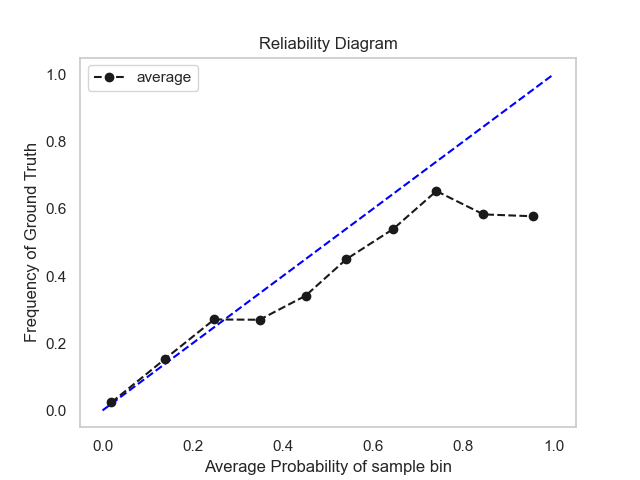 Reliability Diagram
average
Frequency of Ground Truth
1.0
0.8
0.6
0.4
0.2
0.0
0.0 0.2 0.4 0.6 0.8 1.0
Average Probability of sample bin